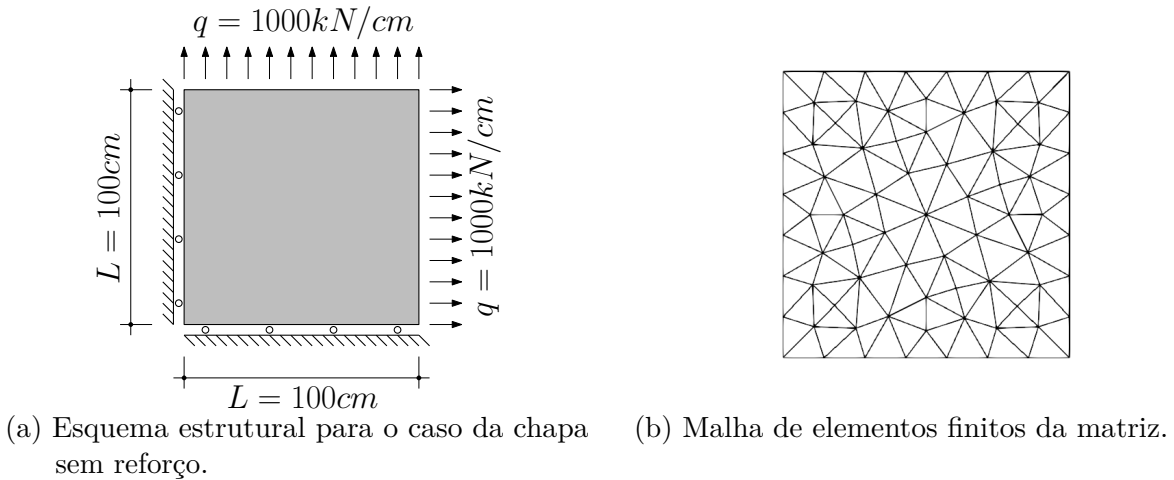 q = 1000kN/cm
L = 100cm
q = 1000kN/cm
L = 100cm
(a) Esquema estrutural para o caso da chapa
sem reforço.
(b) Malha de elementos finitos da matriz.